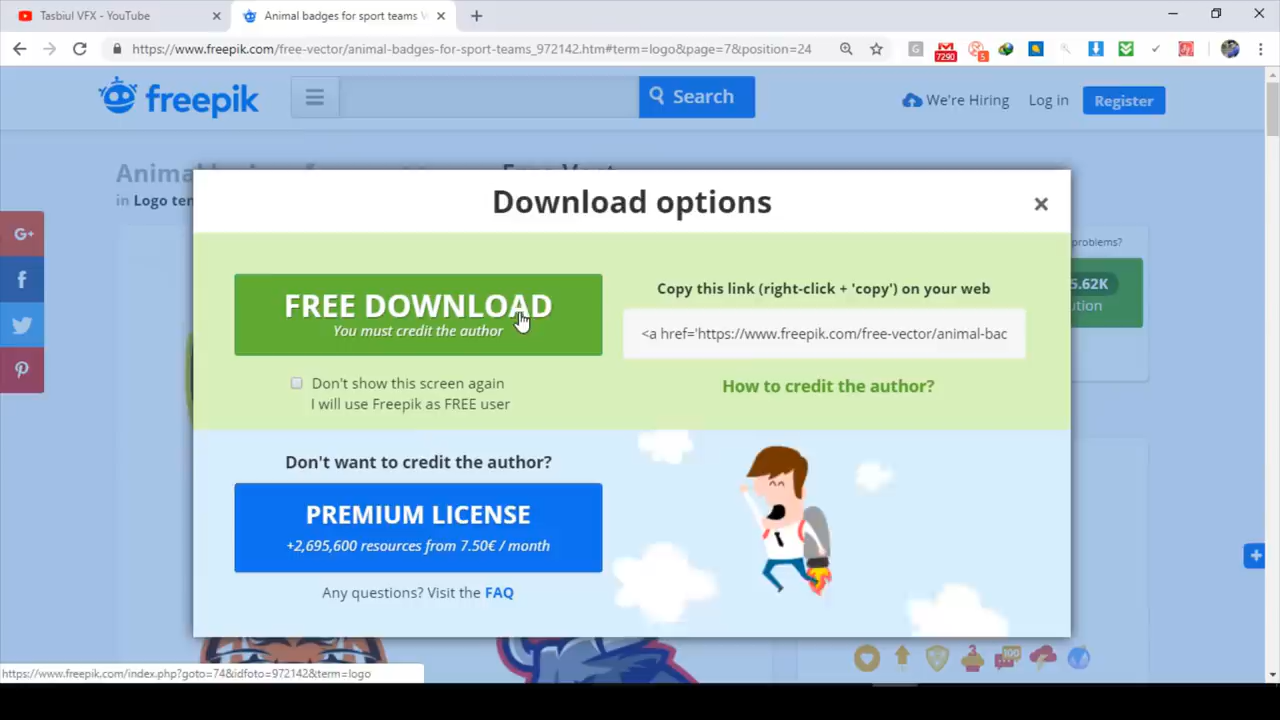 Tasbiul VFX - YouTube
Animal badges for sport teams
https://www.freepik.com/free-vector/animal-badges-for-sport-teams_972142.htm#term=logo&page=7&position=24
7290
5
freepik
Search
We're Hiring
Log in
Register
Animal
in Logo
problems?
Download options
G+
FREE DOWNLOAD
You must credit the author
Copy this link (right-click + 'copy') on your web
<a href='https://www.freepik.com/free-vector/animal-bac
5.62K
Don't show this screen again
I will use Freepik as FREE user
How to credit the author?
Don't want to credit the author?
PREMIUM LICENSE
+2,695,600 resources from 7.50€ / month
Any questions? Visit the FAQ
100
https://www.freepik.com/index.php?goto=74&idfoto=972142&term=logo